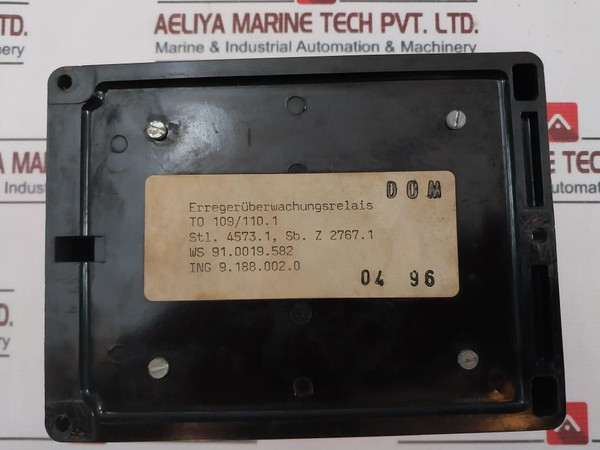 AELIYA MARINE TECH PVT. LTD.
Marine & Industrial Automation & Machinery
DOM
Erregerüberwachungsrelais
TO 109/110.1
Stl. 4573.1, Sb. Z 2767.1
WS 91.0019.582
ING 9.188.002.0
04 96